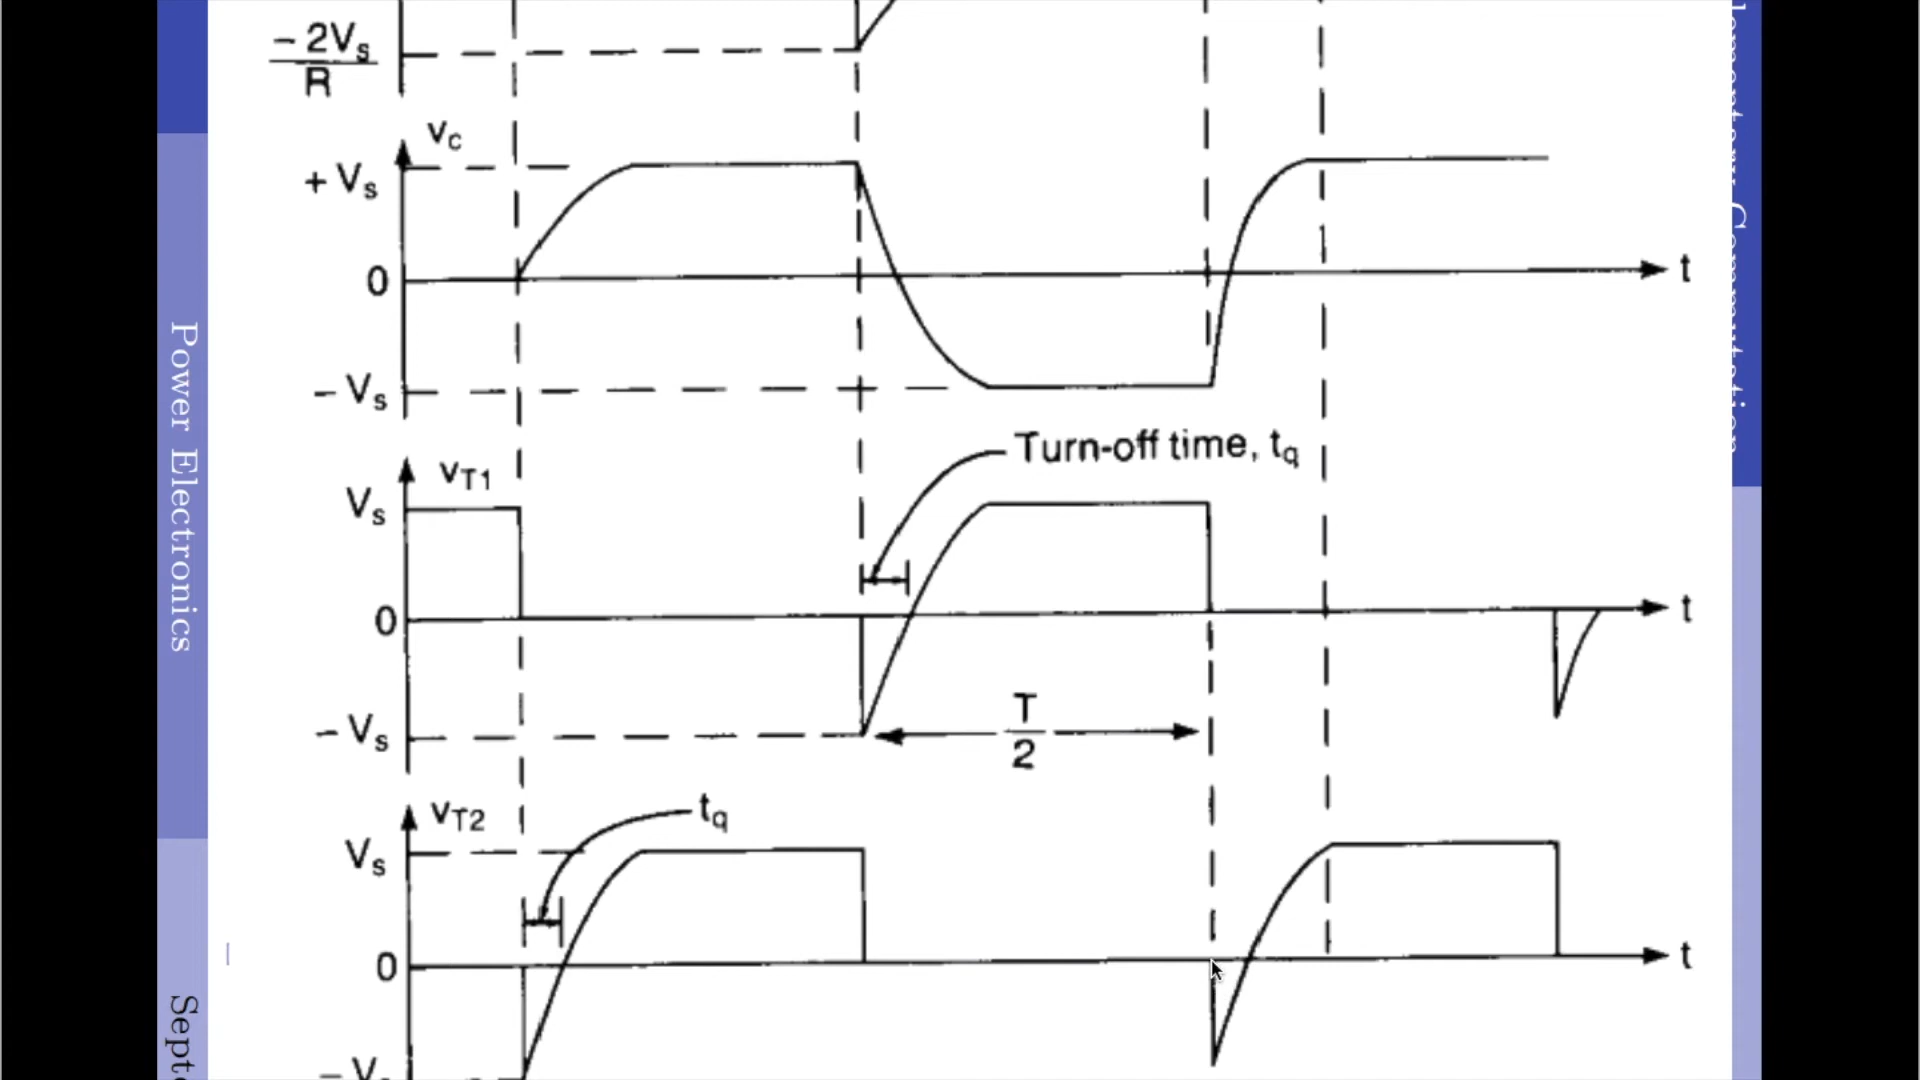 - 2Vs
R
vc
+ Vs
0
t
- Vs
Turn-off time, tq
vT1
Vs
0
t
- Vs
T
2
vT2
tq
Vs
0
t
Power Electronics
Commutation